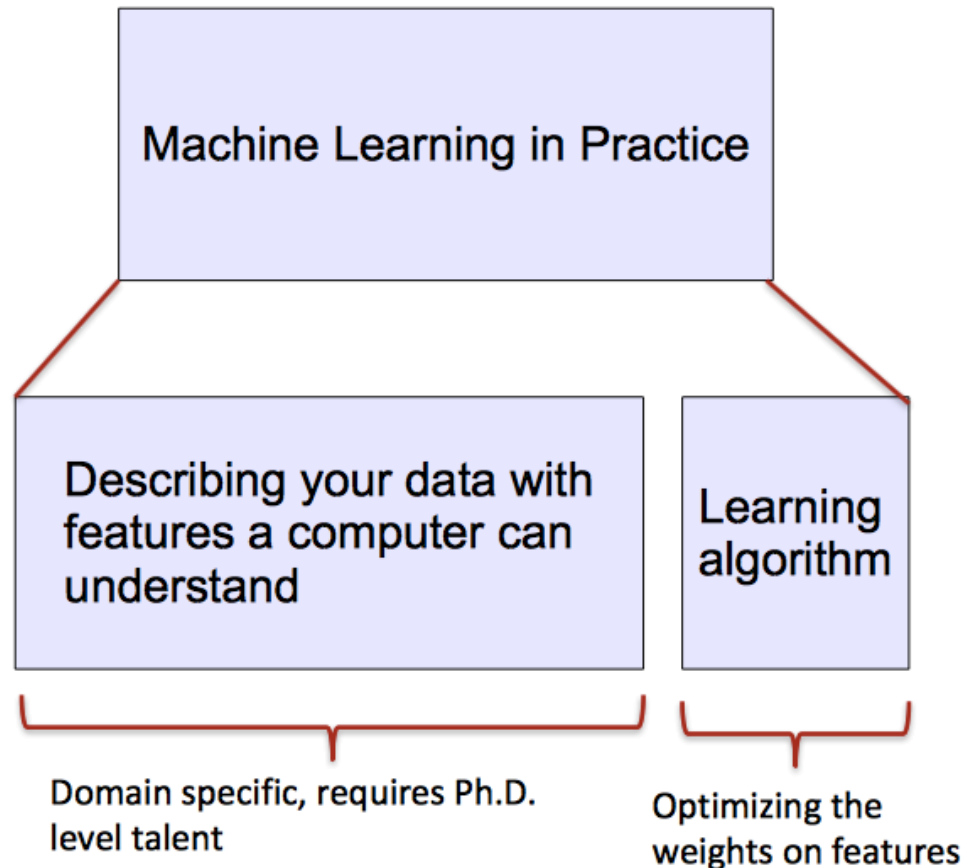 Machine Learning in Practice
Describing your data with
features a computer can
understand
Learning
algorithm
Domain specific, requires Ph.D.
level talent
Optimizing the
weights on features